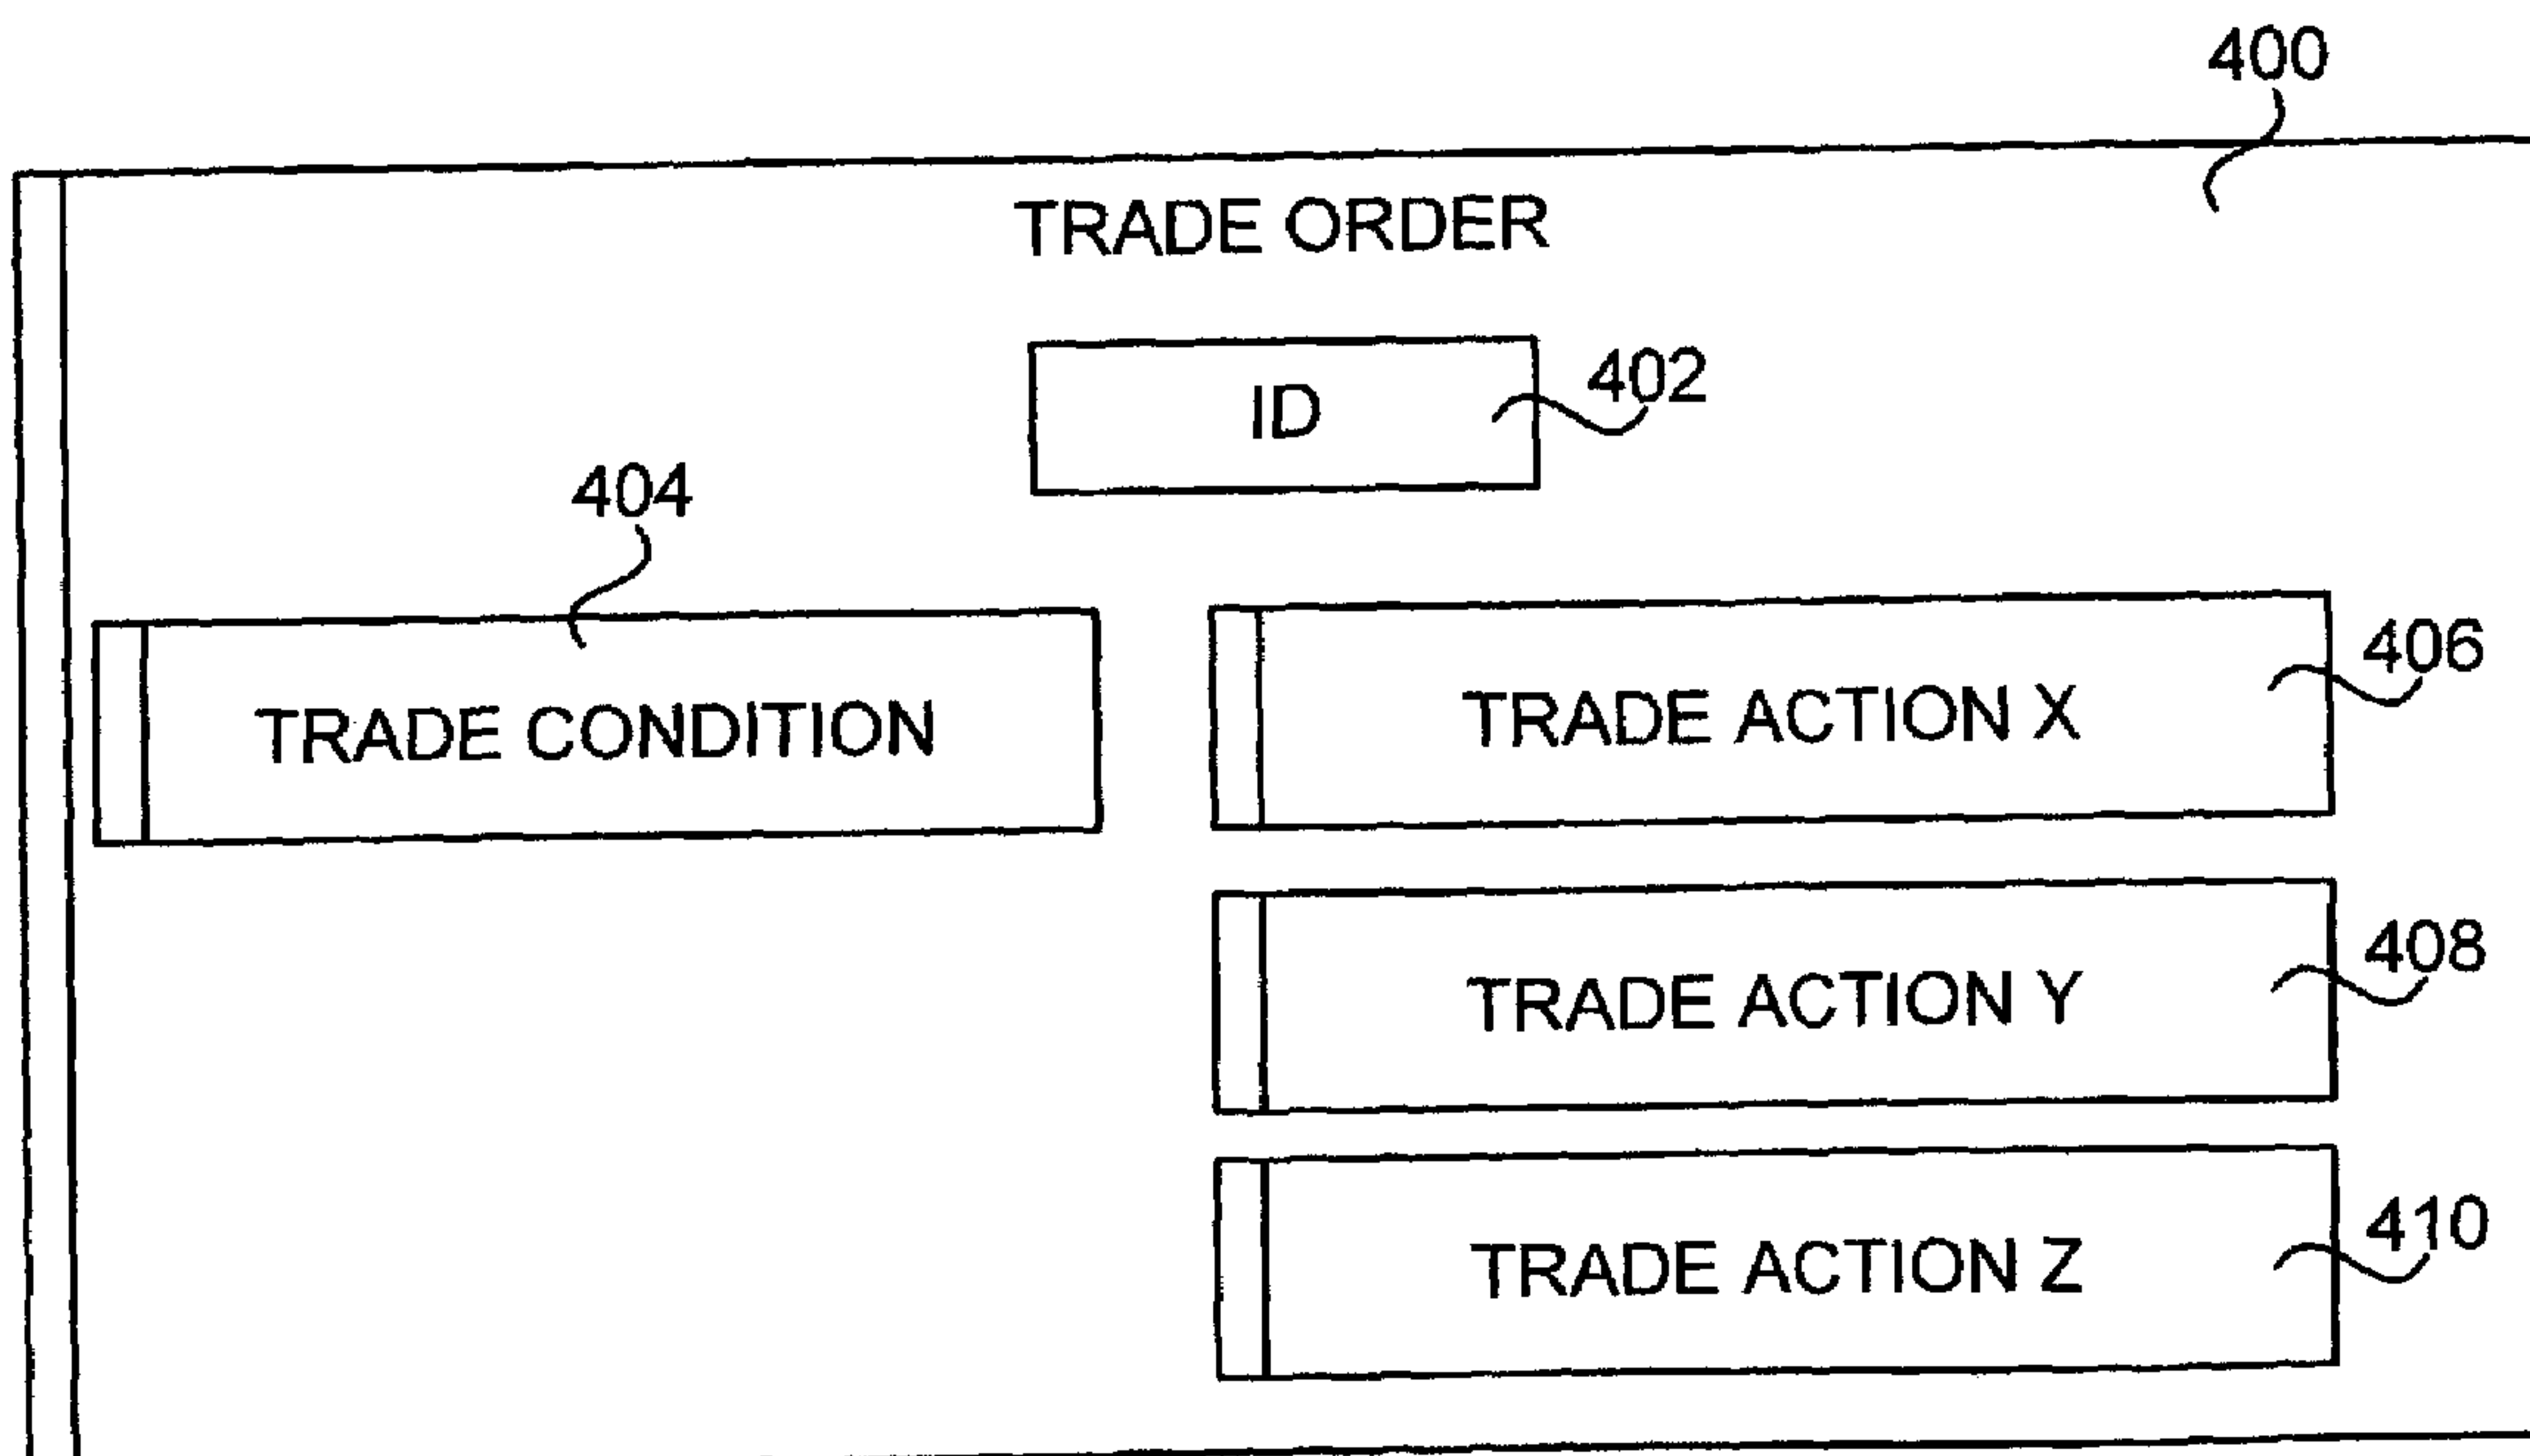 400
TRADE ORDER
ID
402
404
TRADE CONDITION
TRADE ACTION X
406
TRADE ACTION Y
408
TRADE ACTION Z
410